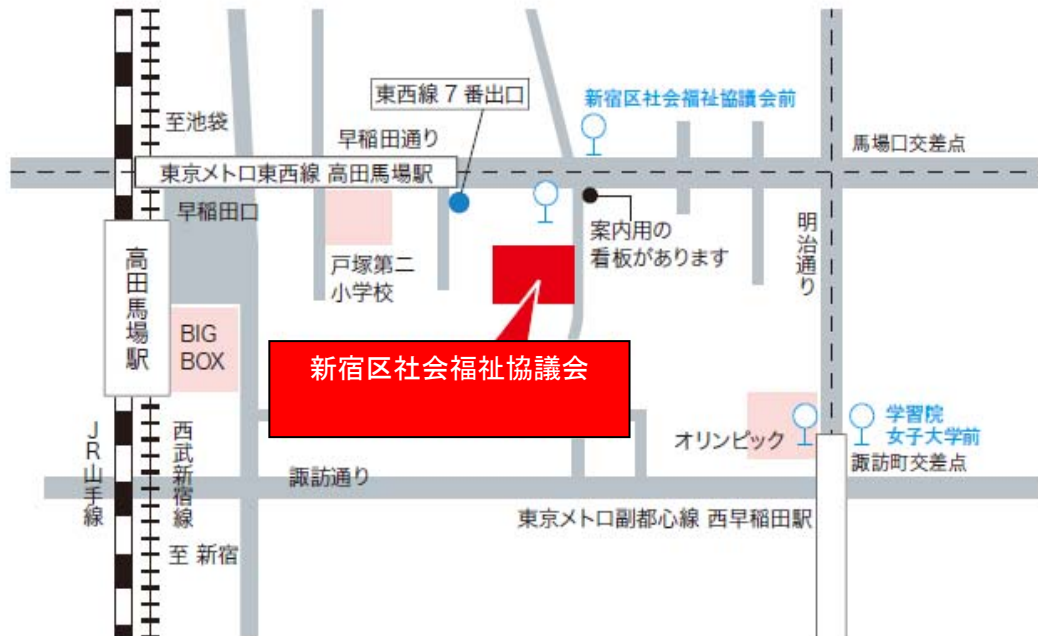 東西線 7 番出口
新宿区社会福祉協議会前
至池袋
早稲田通り
馬場口交差点
東京メトロ東西線 高田馬場駅
早稲田口
案内用の
看板があります
明治通り
戸塚第二
小学校
高田馬場駅
BIG
BOX
新宿区社会福祉協議会
オリンピック
学習院
女子大学前
諏訪町交差点
JR山手線
西武新宿線
諏訪通り
東京メトロ副都心線 西早稲田駅
至 新宿